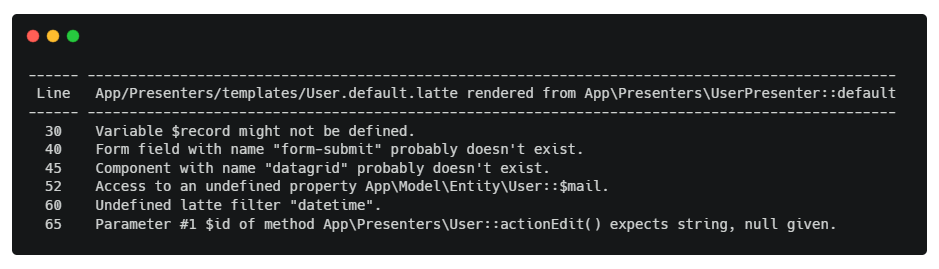 ------ ------------------------------------------------------------------------------------------------
Line App/Presenters/templates/User.default.latte rendered from App\Presenters\UserPresenter::default
------ ------------------------------------------------------------------------------------------------
30 Variable $record might not be defined.
40 Form field with name "form-submit" probably doesn't exist.
45 Component with name "datagrid" probably doesn't exist.
52 Access to an undefined property App\Model\Entity\User::$mail.
60 Undefined latte filter "datetime".
65 Parameter #1 $id of method App\Presenters\User::actionEdit() expects string, null given.